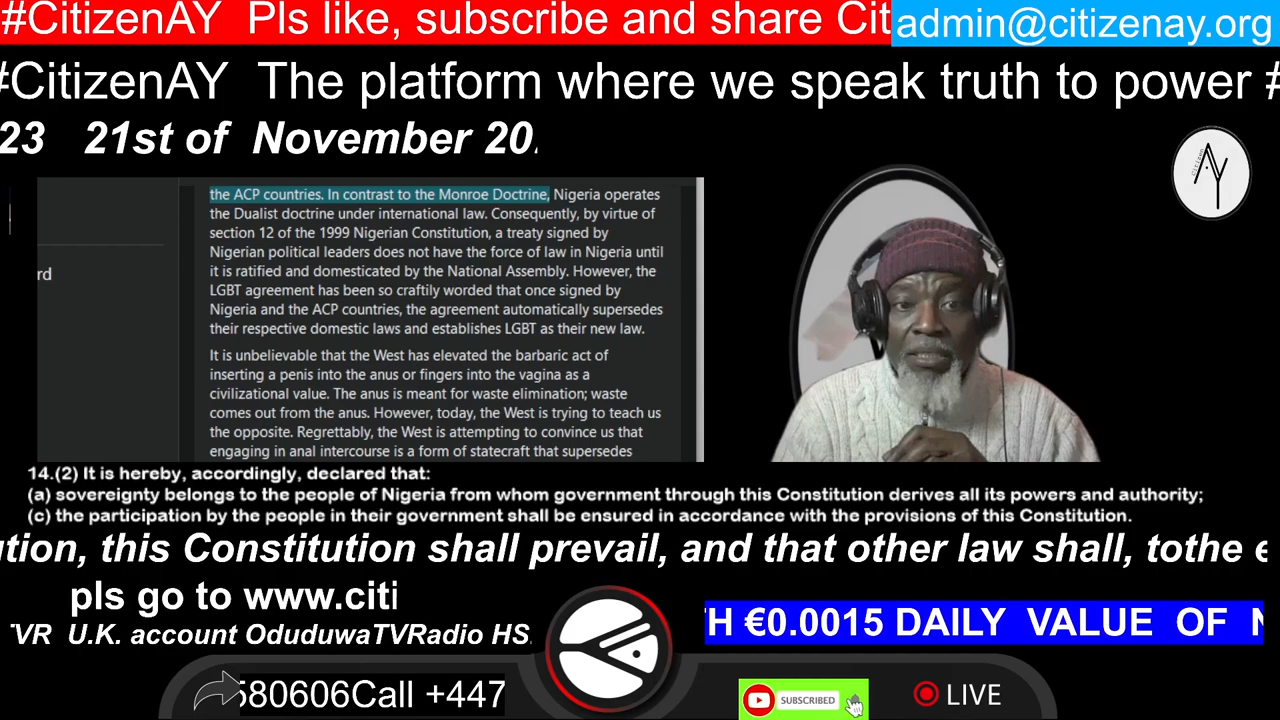 #CitizenAY Pls like, subscribe and share Cit
admin@citizenay.org
#CitizenAY The platform where we speak truth to power #
23 21st of November 20
the ACP countries. In contrast to the Monroe Doctrine, Nigeria operates
the Dualist doctrine under international law. Consequently, by virtue of
section 12 of the 1999 Nigerian Constitution, a treaty signed by
Nigerian political leaders does not have the force of law in Nigeria until
it is ratified and domesticated by the National Assembly. However, the
LGBT agreement has been so craftily worded that once signed by
Nigeria and the ACP countries, the agreement automatically supersedes
their respective domestic laws and establishes LGBT as their new law.
It is unbelievable that the West has elevated the barbaric act of
inserting a penis into the anus or fingers into the vagina as a
civilizational value. The anus is meant for waste elimination; waste
comes out from the anus. However, today, the West is trying to teach us
the opposite. Regrettably, the West is attempting to convince us that
engaging in anal intercourse is a form of statecraft that supersedes
rd
AY
14.(2) It is hereby, accordingly, declared that:
(a) sovereignty belongs to the people of Nigeria from whom government through this Constitution derives all its powers and authority;
(c) the participation by the people in their government shall be ensured in accordance with the provisions of this Constitution.
ution, this Constitution shall prevail, and that other law shall, tothe e
pls go to www.citi
TVR U.K. account OduduwaTVRadio HS
TH €0.0015 DAILY VALUE OF N
580606Call +447
SUBSCRIBED
LIVE